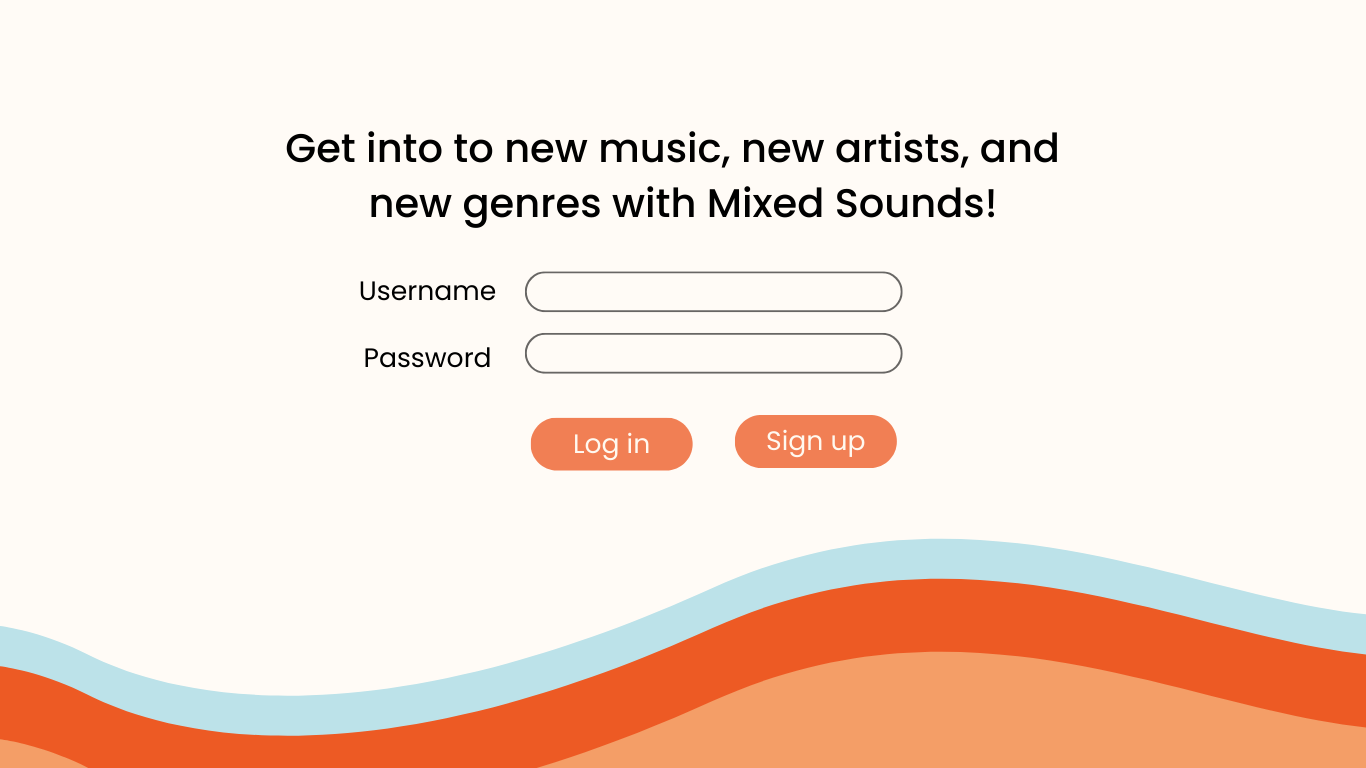 Get into to new music, new artists, and
new genres with Mixed Sounds!
Username
Password
Log in
Sign up